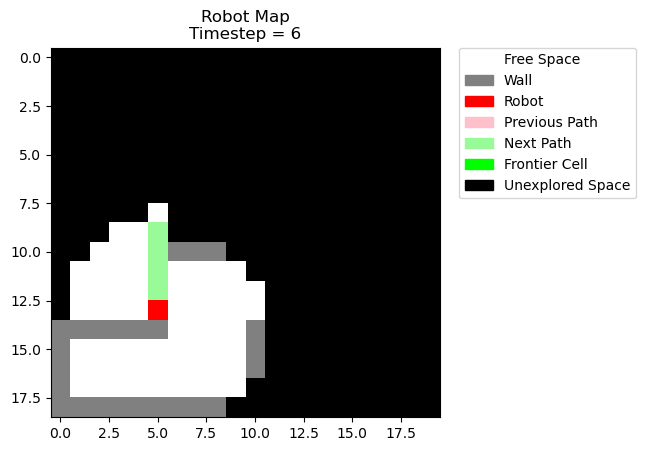 Robot Map
Timestep = 6
0.0
2.5
5.0
7.5
10.0
12.5
15.0
17.5
0.0 2.5 5.0 7.5 10.0 12.5 15.0 17.5
Free Space
Wall
Robot
Previous Path
Next Path
Frontier Cell
Unexplored Space